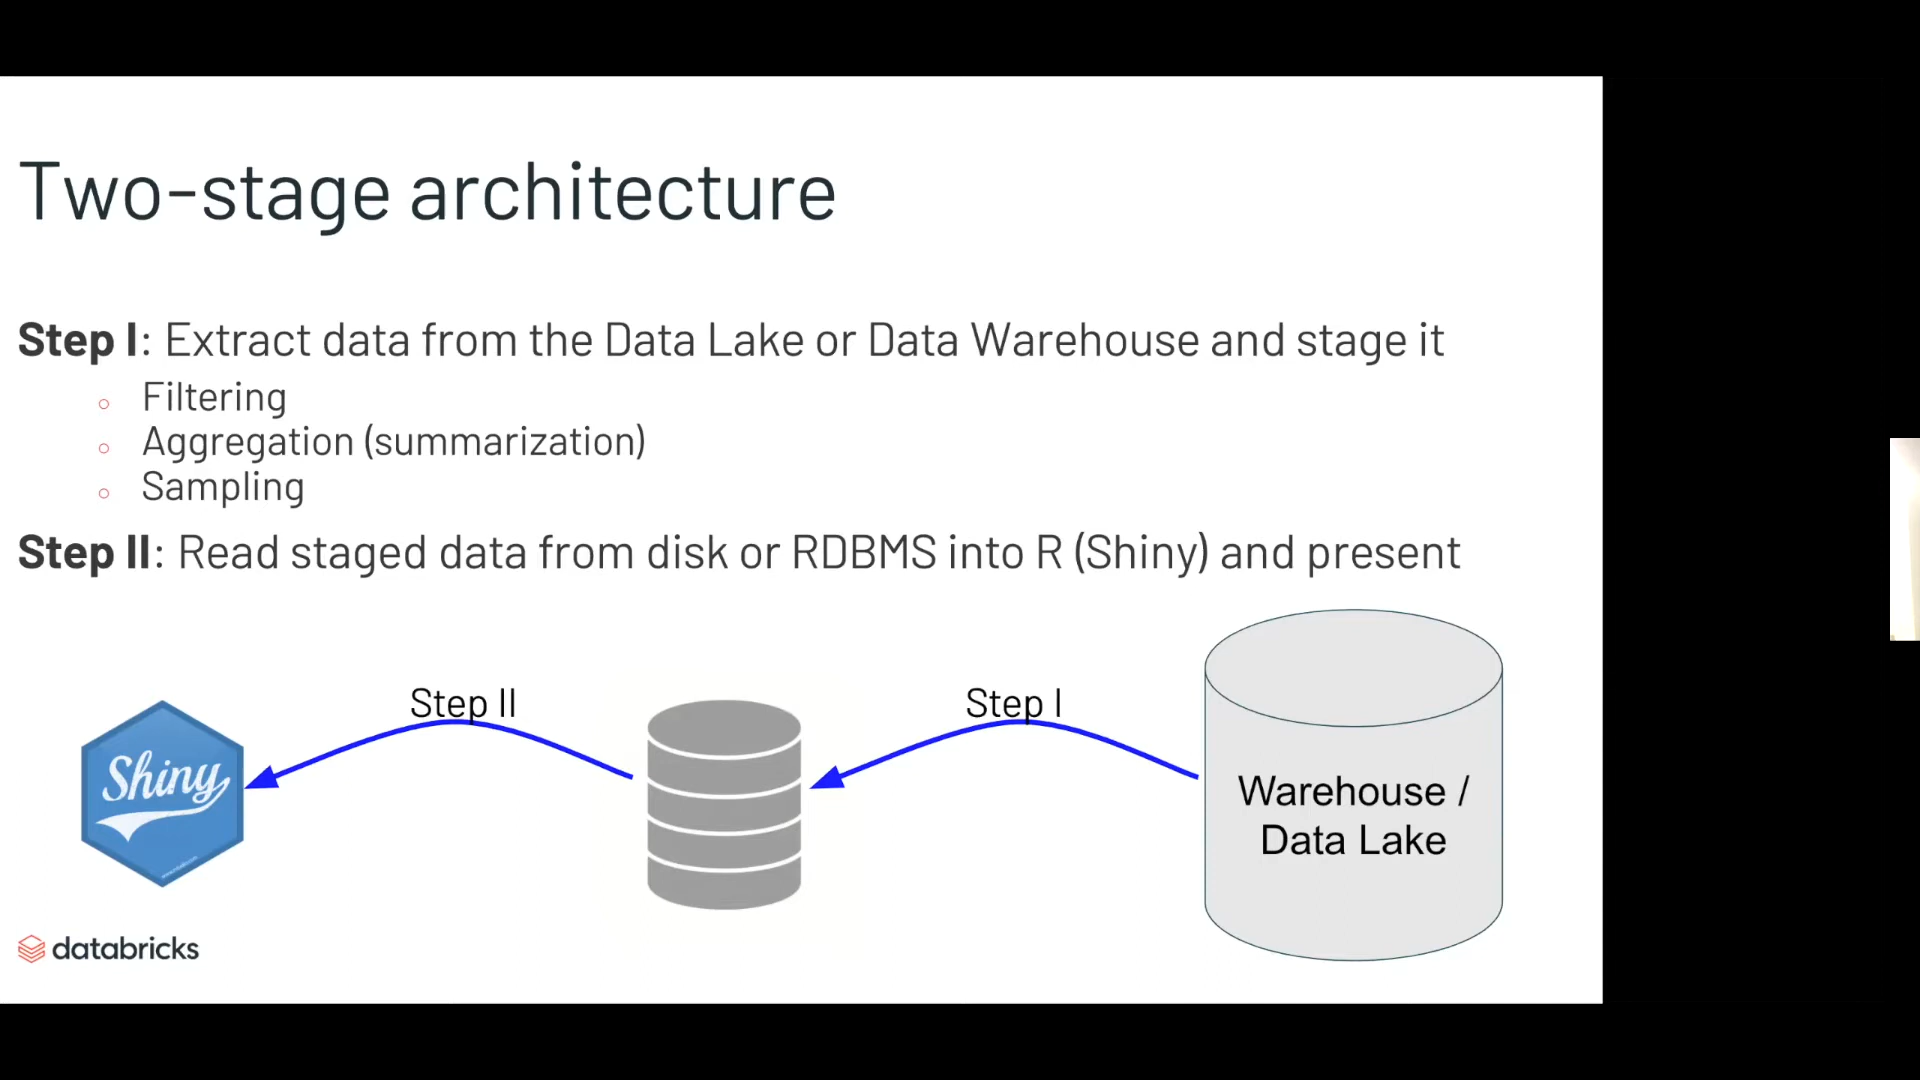 Two-stage architecture
Step I: Extract data from the Data Lake or Data Warehouse and stage it
Filtering
Aggregation (summarization)
Sampling
Step II: Read staged data from disk or RDBMS into R (Shiny) and present
Step II
Step I
Shiny
Warehouse /
Data Lake
databricks